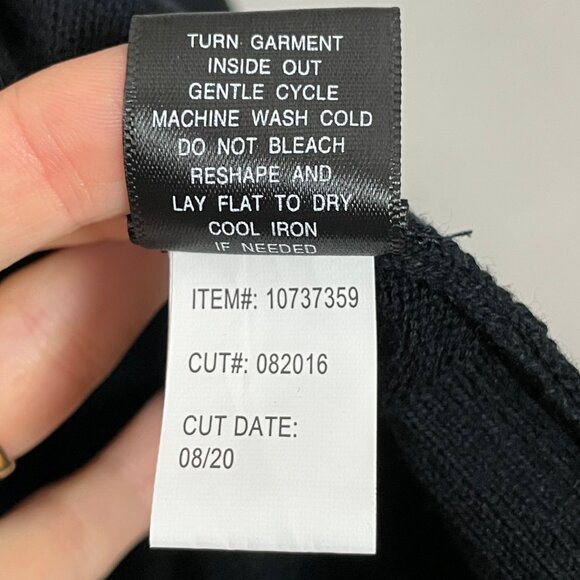 TURN GARMENT
INSIDE OUT
GENTLE CYCLE
MACHINE WASH COLD
DO NOT BLEACH
RESHAPE AND
LAY FLAT TO DRY
COOL IRON
IF NEEDED
ITEM#: 10737359
CUT#: 082016
CUT DATE:
08/20